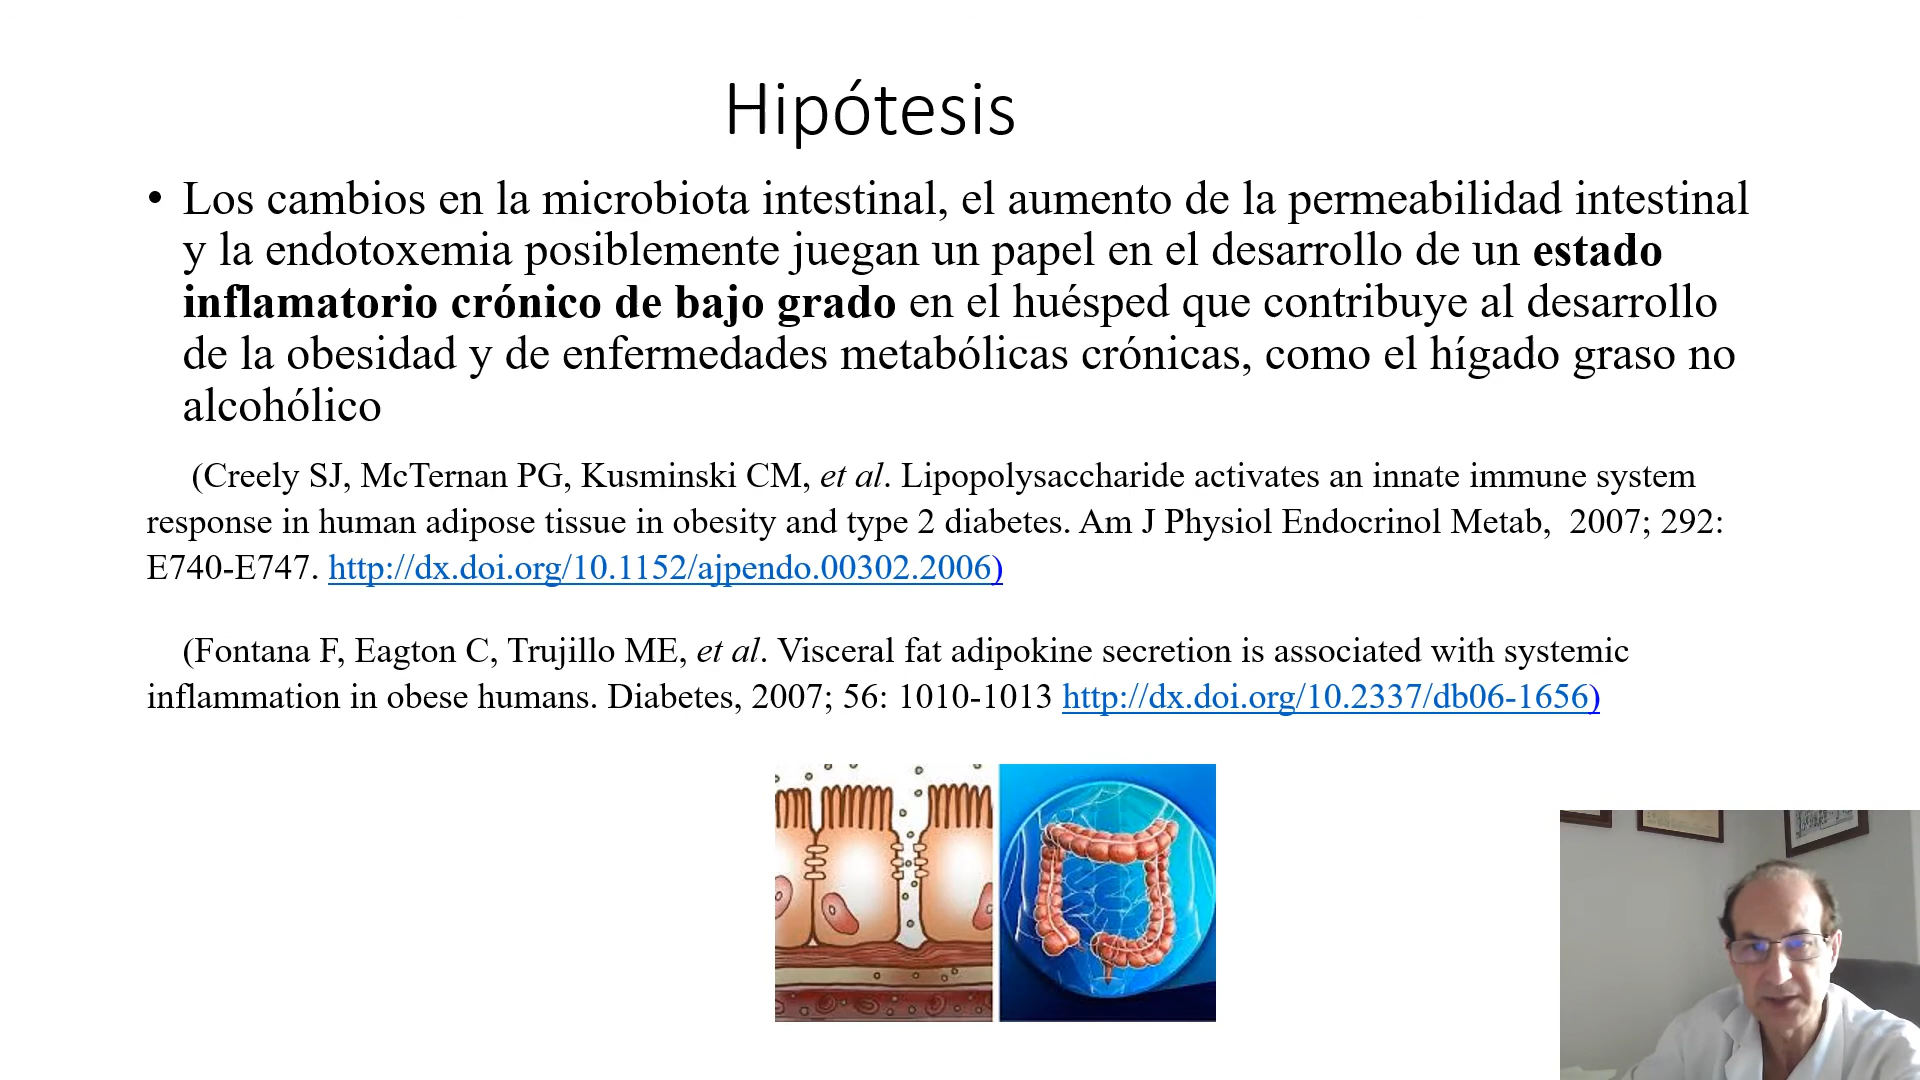 Hipótesis
• Los cambios en la microbiota intestinal, el aumento de la permeabilidad intestinal
y la endotoxemia posiblemente juegan un papel en el desarrollo de un estado
inflamatorio crónico de bajo grado en el huésped que contribuye al desarrollo
de la obesidad y de enfermedades metabólicas crónicas, como el hígado graso no
alcohólico
(Creely SJ, McTernan PG, Kusminski CM, et al. Lipopolysaccharide activates an innate immune system
response in human adipose tissue in obesity and type 2 diabetes. Am J Physiol Endocrinol Metab,  2007; 292:
E740-E747. http://dx.doi.org/10.1152/ajpendo.00302.2006)
(Fontana F, Eagton C, Trujillo ME, et al. Visceral fat adipokine secretion is associated with systemic
inflammation in obese humans. Diabetes, 2007; 56: 1010-1013 http://dx.doi.org/10.2337/db06-1656)